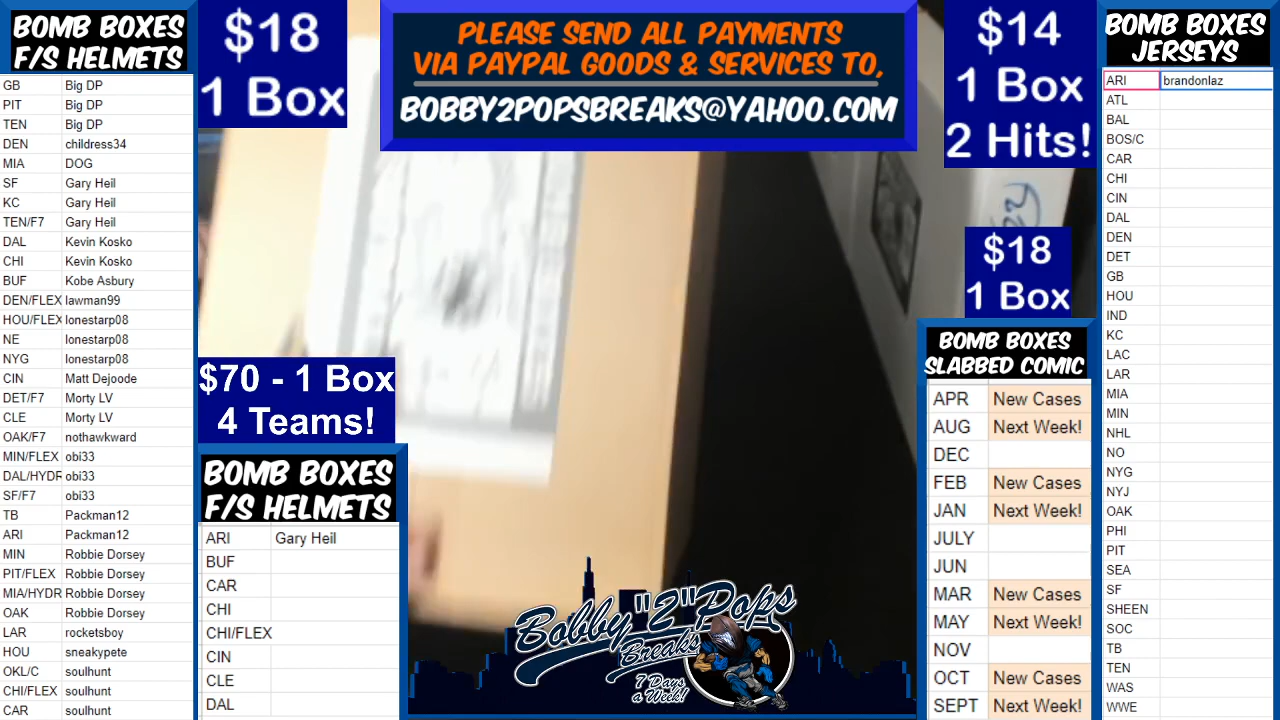 BOMB BOXES
F/S HELMETS
GB Big DP
PIT Big DP
TEN Big DP
DEN childress34
MIA DOG
SF Gary Heil
KC Gary Heil
TEN/F7 Gary Heil
DAL Kevin Kosko
CHI Kevin Kosko
BUF Kobe Asbury
DEN/FLEX lawman99
HOU/FLEX lonestarp08
NE lonestarp08
NYG lonestarp08
CIN Matt Dejoode
DET/F7 Morty LV
CLE Morty LV
OAK/F7 nothawkward
MIN/FLEX obi33
DAL/HYDR obi33
SF/F7 obi33
TB Packman12
ARI Packman12
MIN Robbie Dorsey
PIT/FLEX Robbie Dorsey
MIA/HYDR Robbie Dorsey
OAK Robbie Dorsey
LAR rocketsboy
HOU sneakypete
OKL/C soulhunt
CHI/FLEX soulhunt
CAR soulhunt
$18
1 Box
$70 - 1 Box
4 Teams!
BOMB BOXES
F/S HELMETS
ARI Gary Heil
BUF
CAR
CHI
CHI/FLEX
CIN
CLE
DAL
PLEASE SEND ALL PAYMENTS
VIA PAYPAL GOODS & SERVICES TO,
BOBBY2POPSBREAKS@YAHOO.COM
Bobby "2" Pops
Breaks
7 Days
a Week!
$14
1 Box
2 Hits!
$18
1 Box
BOMB BOXES
SLABBED COMIC
APR New Cases
AUG Next Week!
DEC
FEB New Cases
JAN Next Week!
JULY
JUN
MAR New Cases
MAY Next Week!
NOV
OCT New Cases
SEPT Next Week!
BOMB BOXES
JERSEYS
ARI brandonlaz
ATL
BAL
BOS/C
CAR
CHI
CIN
DAL
DEN
DET
GB
HOU
IND
KC
LAC
LAR
MIA
MIN
NHL
NO
NYG
NYJ
OAK
PHI
PIT
SEA
SF
SHEEN
SOC
TB
TEN
WAS
WWE